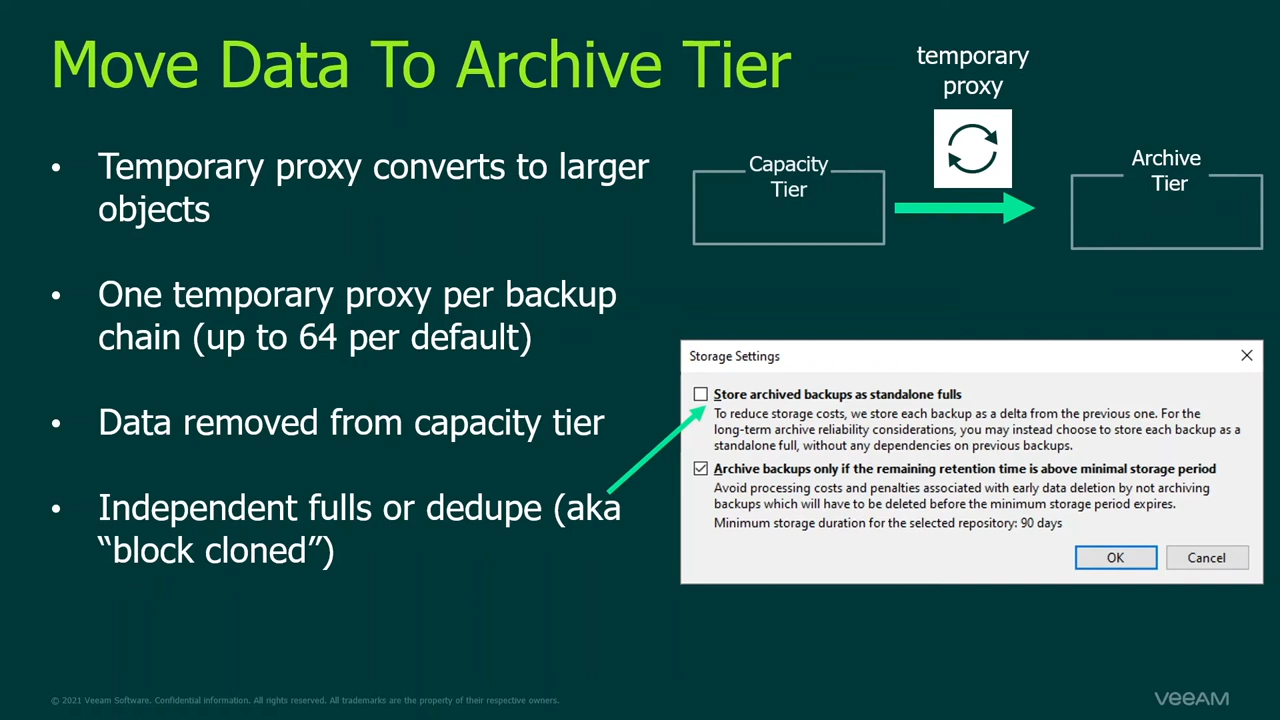 Move Data To Archive Tier
• Temporary proxy converts to larger
objects
• One temporary proxy per backup
chain (up to 64 per default)
• Data removed from capacity tier
• Independent fulls or dedupe (aka
“block cloned”)
temporary
proxy
Capacity
Tier
Archive
Tier
Storage Settings
Store archived backups as standalone fulls
To reduce storage costs, we store each backup as a delta from the previous one. For the
long-term archive reliability considerations, you may instead choose to store each backup as a
standalone full, without any dependencies on previous backups.
Archive backups only if the remaining retention time is above minimal storage period
Avoid processing costs and penalties associated with early data deletion by not archiving
backups which will have to be deleted before the minimum storage period expires.
Minimum storage duration for the selected repository: 90 days
OK
Cancel
© 2021 Veeam Software. Confidential information. All rights reserved. All trademarks are the property of their respective owners.
VEEAM